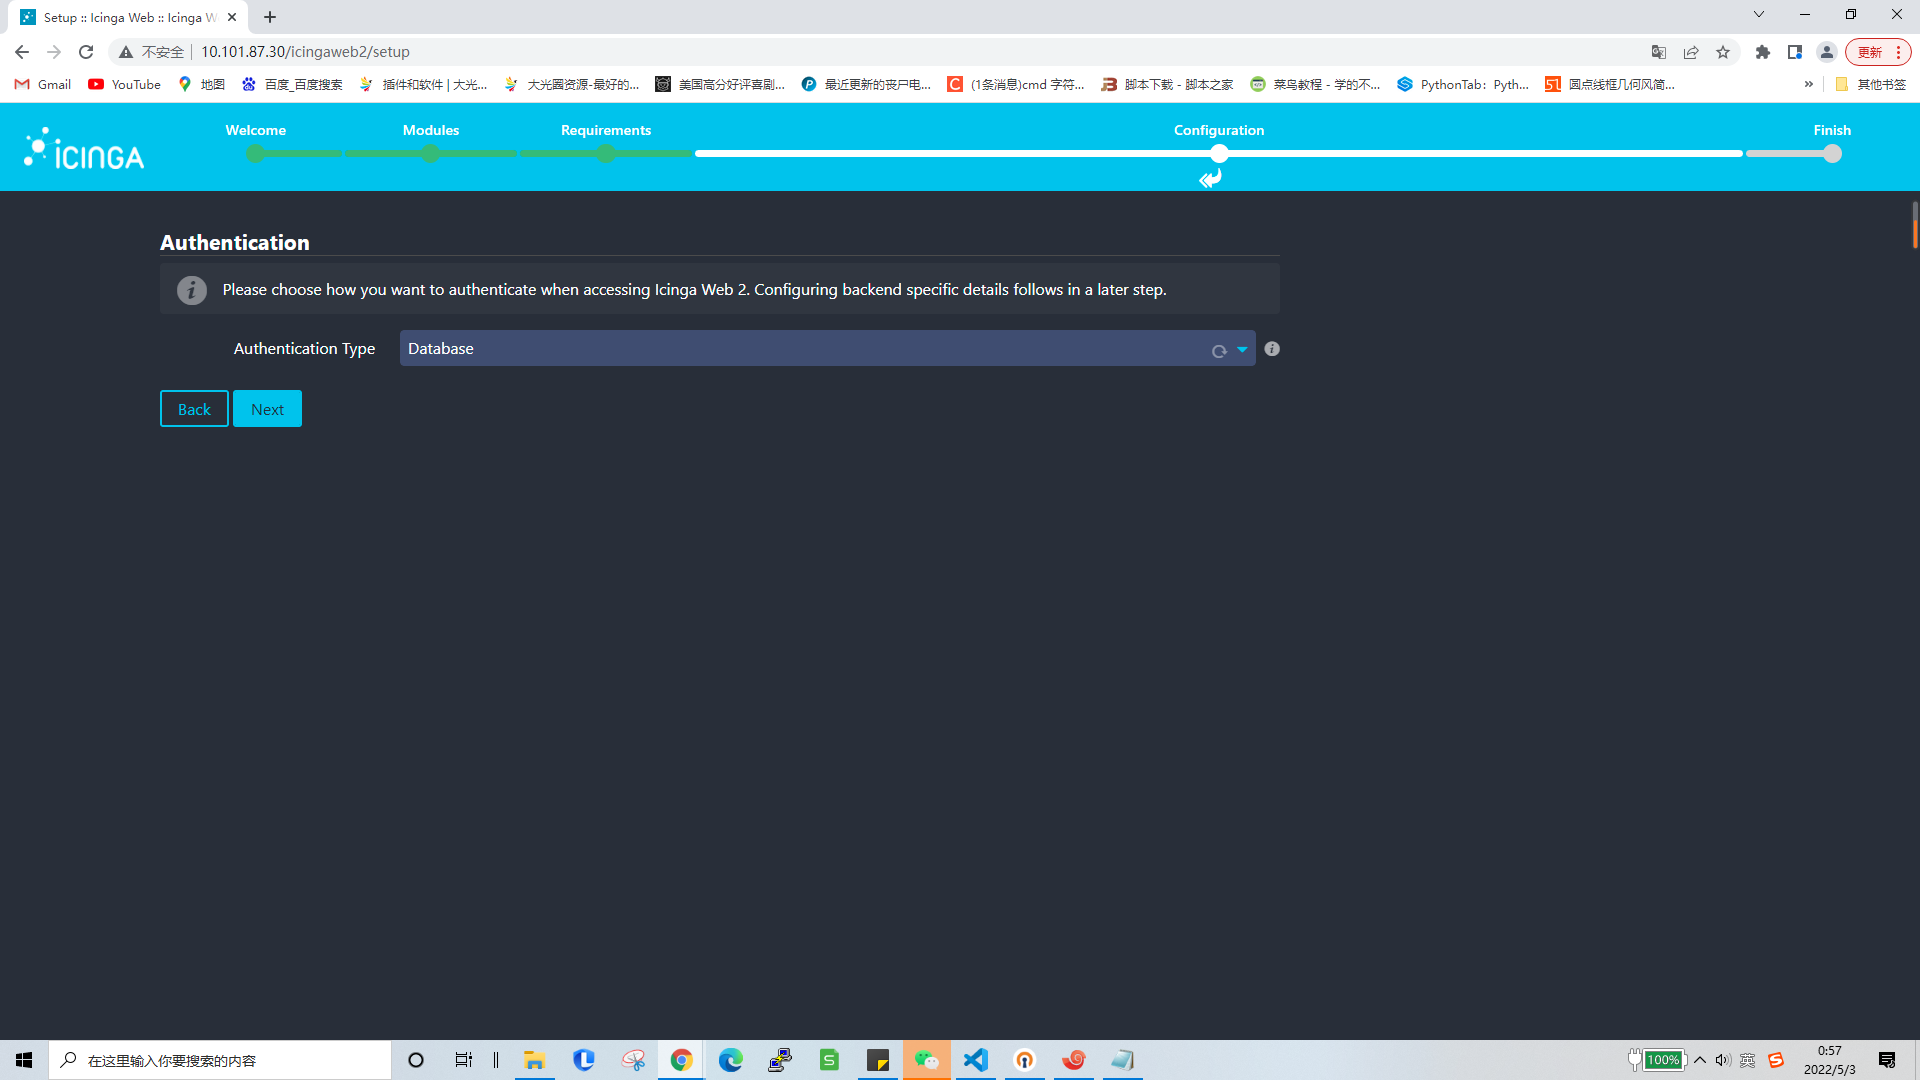 Setup :: Icinga Web :: Icinga W
不安全 10.101.87.30/icingaweb2/setup
更新
Gmail YouTube 地图 百度_百度搜索 插件和软件 | 大光... 大光圈资源-最好的... 美国高分好评喜剧... 最近更新的丧尸电... (1条消息)cmd 字符... 脚本下载 - 脚本之家 菜鸟教程 - 学的不... PythonTab：Pyth... 圆点线框几何风简... » 其他书签
ICINGA
Welcome Modules Requirements Configuration Finish
Authentication
Please choose how you want to authenticate when accessing Icinga Web 2. Configuring backend specific details follows in a later step.
Authentication Type Database
Back Next
在这里输入你要搜索的内容
100% 英 0:57
2022/5/3